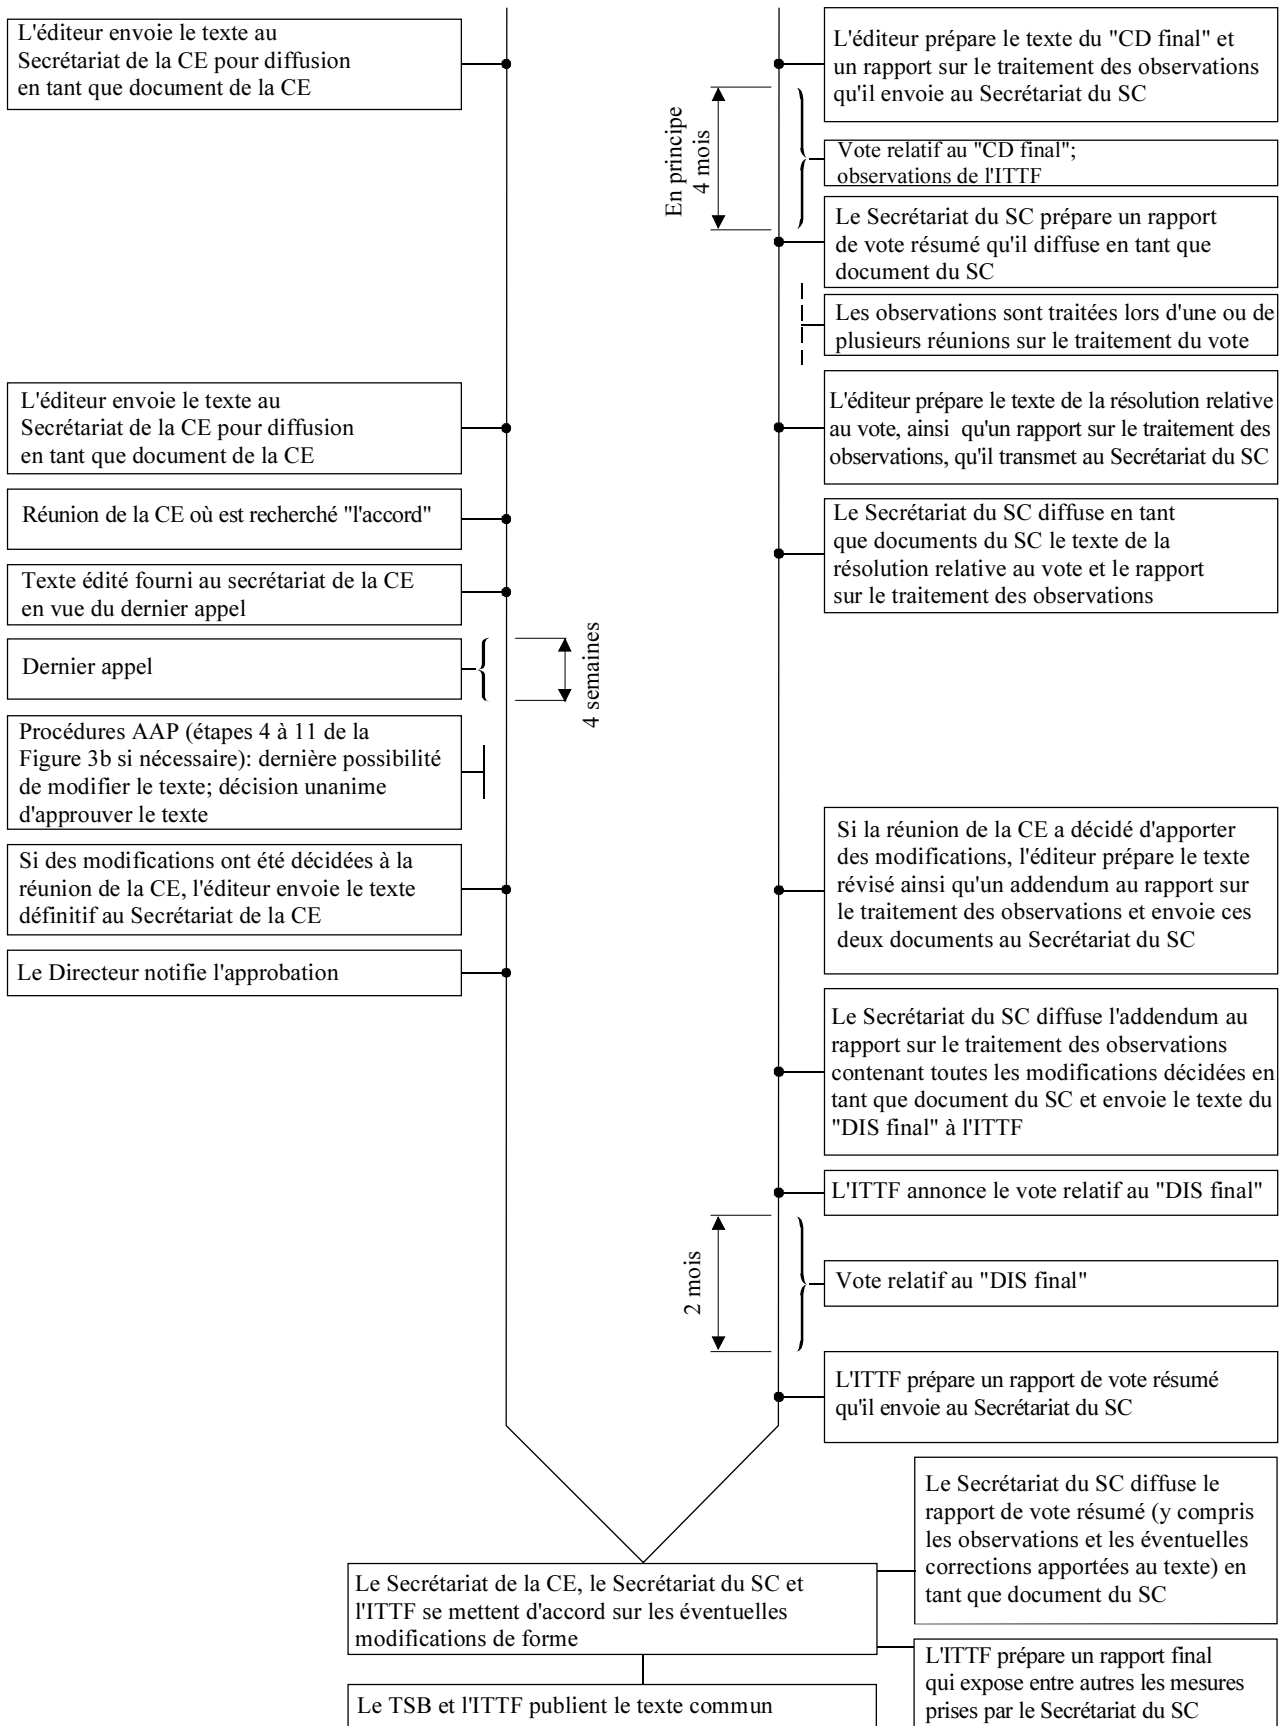 L'éditeur envoie le texte au
Secrétariat de la CE pour diffusion
en tant que document de la CE
L'éditeur prépare le texte du "CD final" et
un rapport sur le traitement des observations
qu'il envoie au Secrétariat du SC
En principe
4 mois
Vote relatif au "CD final";
observations de l'ITTF
Le Secrétariat du SC prépare un rapport
de vote résumé qu'il diffuse en tant que
document du SC
Les observations sont traitées lors d'une ou de
plusieurs réunions sur le traitement du vote
L'éditeur envoie le texte au
Secrétariat de la CE pour diffusion
en tant que document de la CE
L'éditeur prépare le texte de la résolution relative
au vote, ainsi qu'un rapport sur le traitement des
observations, qu'il transmet au Secrétariat du SC
Réunion de la CE où est recherché "l'accord"
Le Secrétariat du SC diffuse en tant
que documents du SC le texte de la
résolution relative au vote et le rapport
sur le traitement des observations
Texte édité fourni au secrétariat de la CE
en vue du dernier appel
Dernier appel
4 semaines
Procédures AAP (étapes 4 à 11 de la
Figure 3b si nécessaire): dernière possibilité
de modifier le texte; décision unanime
d'approuver le texte
Si des modifications ont été décidées à la
réunion de la CE, l'éditeur envoie le texte
définitif au Secrétariat de la CE
Si la réunion de la CE a décidé d'apporter
des modifications, l'éditeur prépare le texte
révisé ainsi qu'un addendum au rapport sur
le traitement des observations et envoie ces
deux documents au Secrétariat du SC
Le Directeur notifie l'approbation
Le Secrétariat du SC diffuse l'addendum au
rapport sur le traitement des observations
contenant toutes les modifications décidées en
tant que document du SC et envoie le texte du
"DIS final" à l'ITTF
L'ITTF annonce le vote relatif au "DIS final"
2 mois
Vote relatif au "DIS final"
L'ITTF prépare un rapport de vote résumé
qu'il envoie au Secrétariat du SC
Le Secrétariat du SC diffuse le
rapport de vote résumé (y compris
les observations et les éventuelles
corrections apportées au texte) en
tant que document du SC
Le Secrétariat de la CE, le Secrétariat du SC et
l'ITTF se mettent d'accord sur les éventuelles
modifications de forme
L'ITTF prépare un rapport final
qui expose entre autres les mesures
prises par le Secrétariat du SC
Le TSB et l'ITTF publient le texte commun